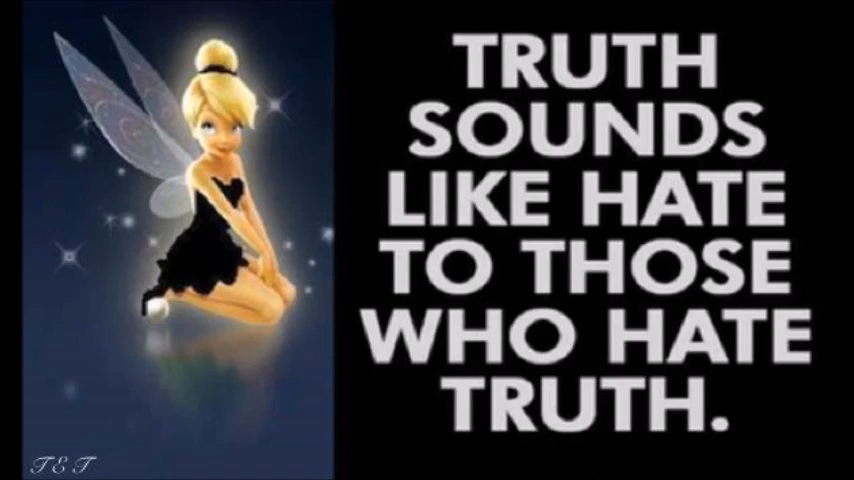 TRUTH
SOUNDS
LIKE HATE
TO THOSE
WHO HATE
TRUTH.
T & T